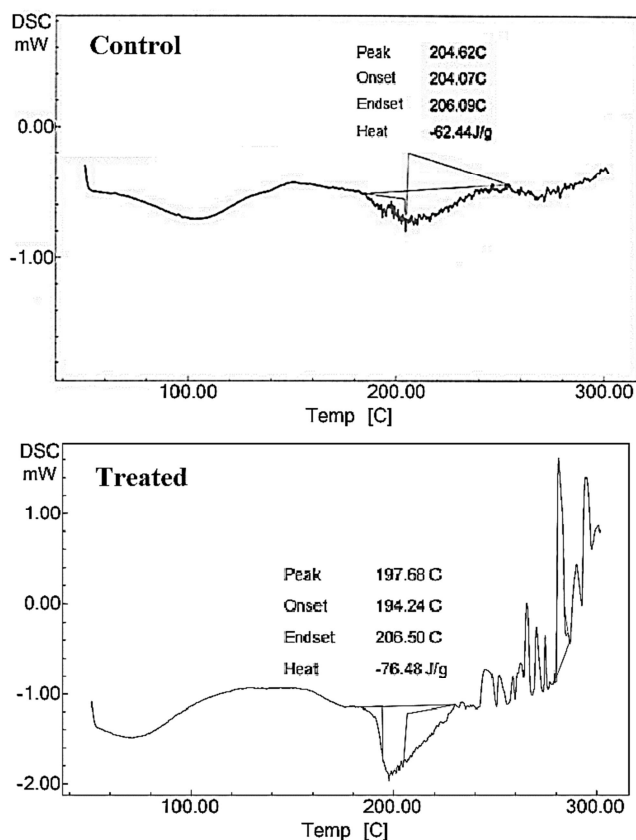 DSC
mW
Control
Peak 204.62C
Onset 204.07C
Endset 206.09C
Heat -62.44J/g
0.00
-1.00
100.00 200.00 300.00
Temp [C]
DSC
mW
Treated
1.00
Peak 197.68 C
Onset 194.24 C
0.00
Endset 206.50 C
Heat -76.48 J/g
-1.00
-2.00
100.00 200.00 300.00
Temp [C]